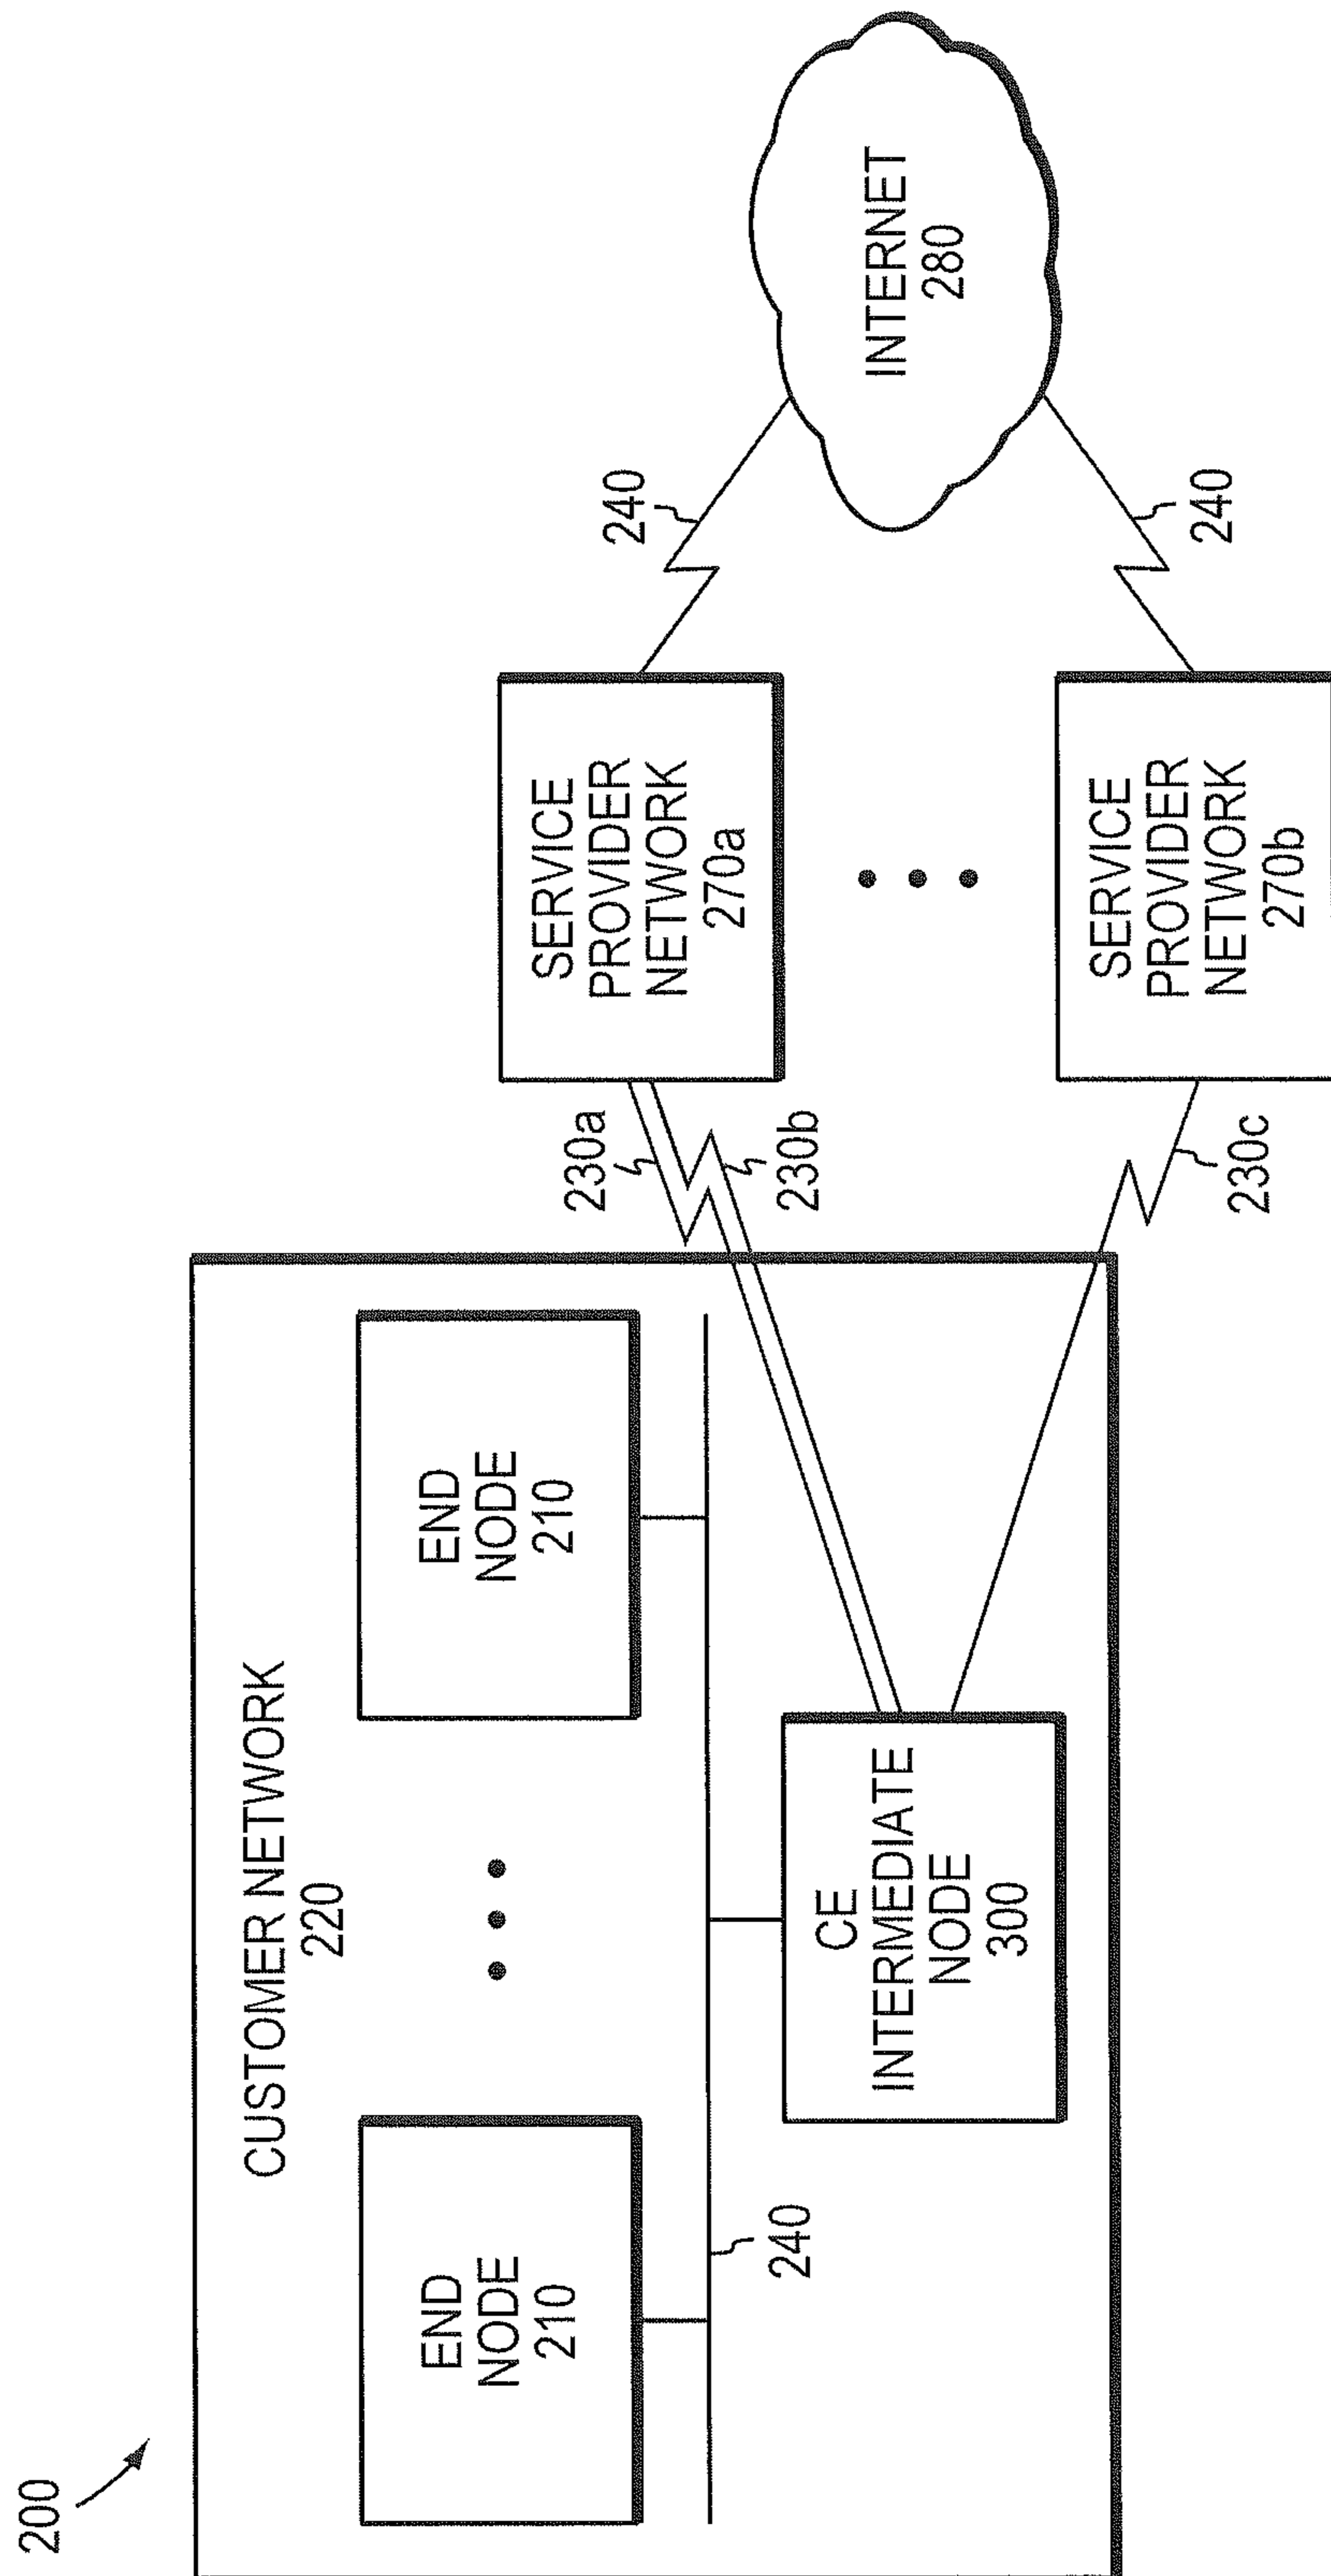 200
CUSTOMER NETWORK
220
END
NODE
210
END
NODE
210
240
CE
INTERMEDIATE
NODE
300
230a
230b
230c
SERVICE
PROVIDER
NETWORK
270a
SERVICE
PROVIDER
NETWORK
270b
240
240
INTERNET
280